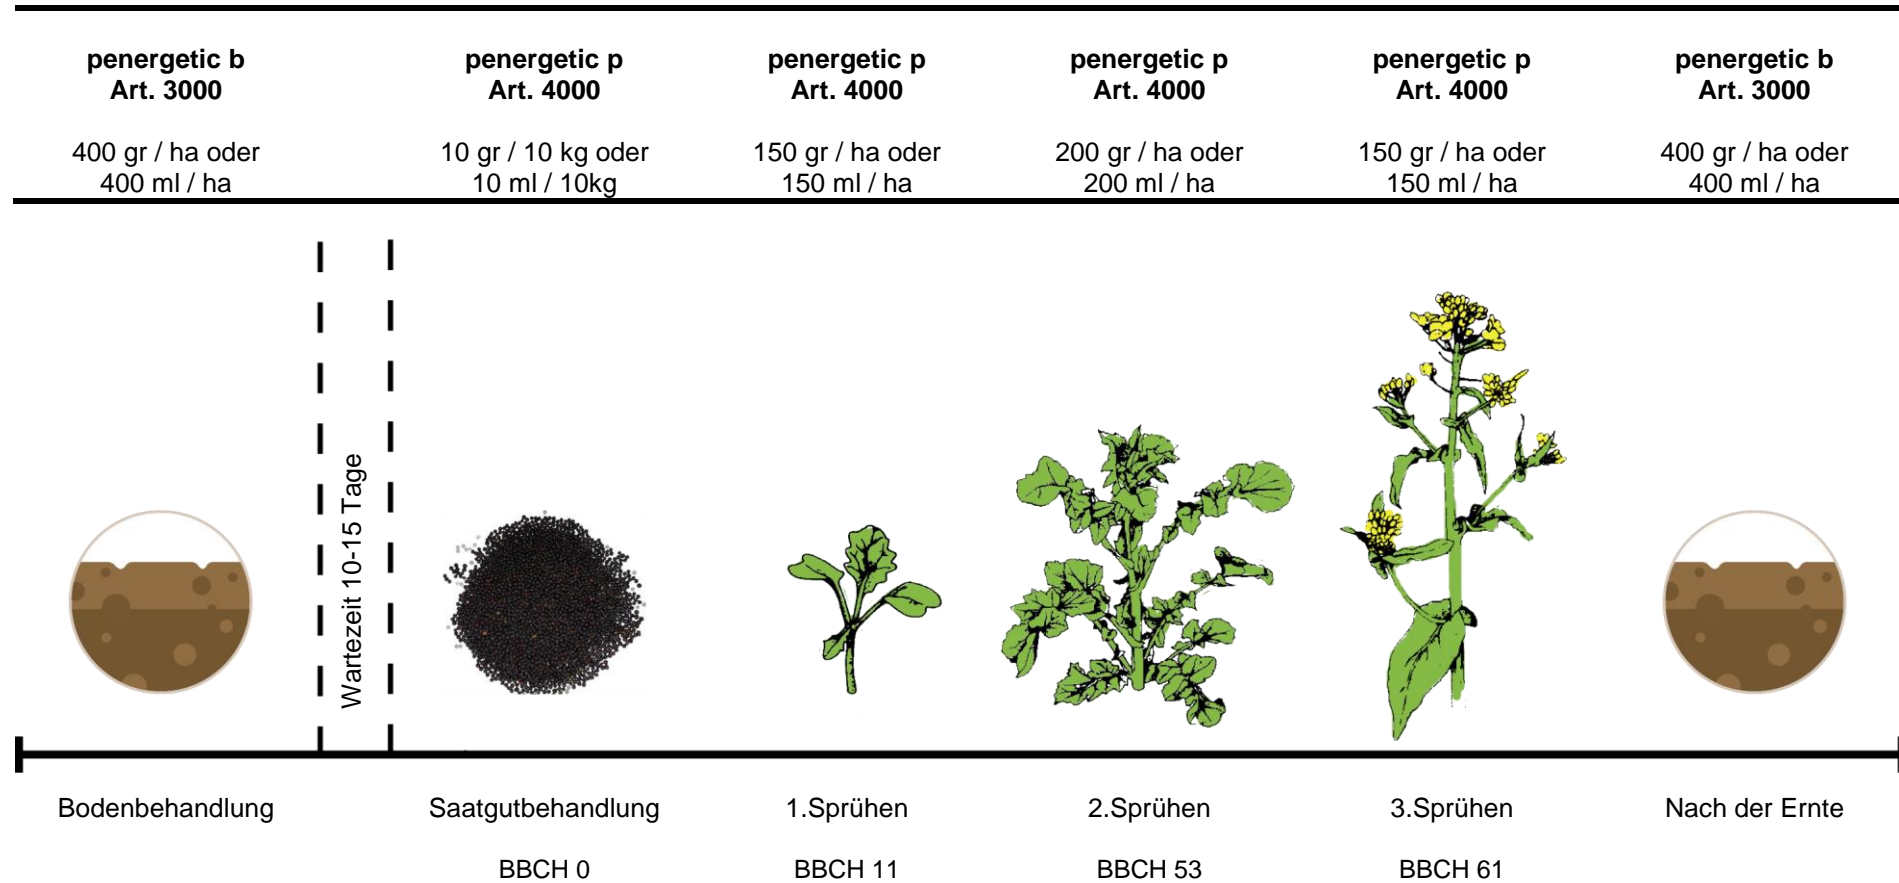 penergetic b
Art. 3000
400 gr / ha oder
400 ml / ha
penergetic p
Art. 4000
10 gr / 10 kg oder
10 ml / 10kg
penergetic p
Art. 4000
150 gr / ha oder
150 ml / ha
penergetic p
Art. 4000
200 gr / ha oder
200 ml / ha
penergetic p
Art. 4000
150 gr / ha oder
150 ml / ha
penergetic b
Art. 3000
400 gr / ha oder
400 ml / ha
Wartezeit 10-15 Tage
Bodenbehandlung
Saatgutbehandlung
BBCH 0
1.Sprühen
BBCH 11
2.Sprühen
BBCH 53
3.Sprühen
BBCH 61
Nach der Ernte